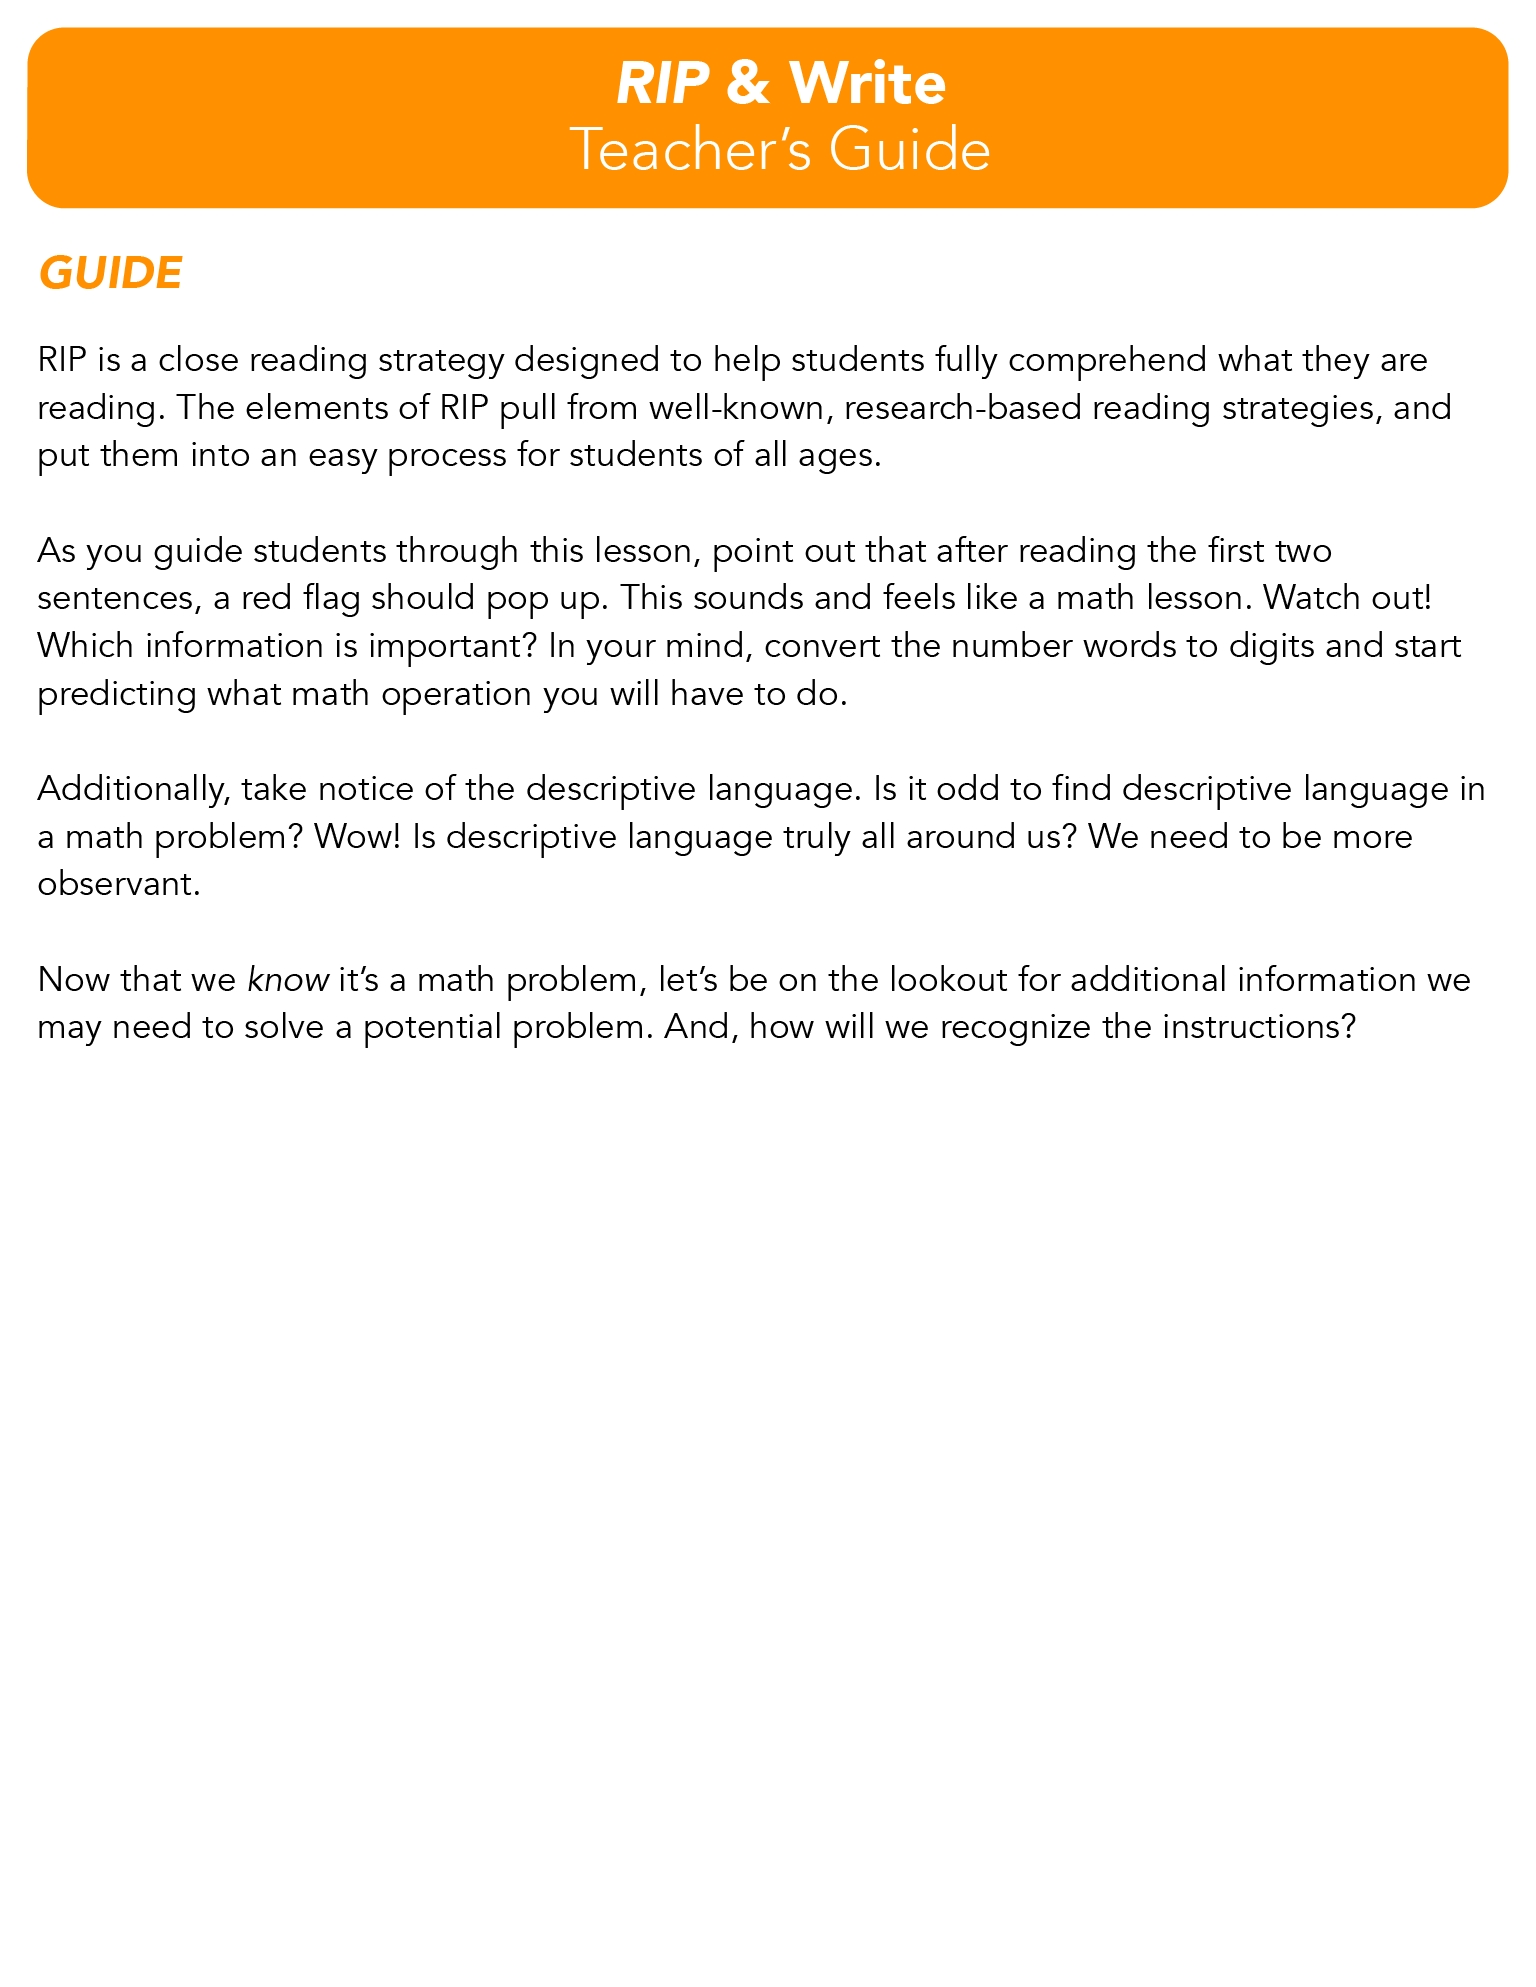 RIP & Write
Teacher’s Guide
GUIDE
RIP is a close reading strategy designed to help students fully comprehend what they are
reading. The elements of RIP pull from well-known, research-based reading strategies, and
put them into an easy process for students of all ages.
As you guide students through this lesson, point out that after reading the first two
sentences, a red flag should pop up. This sounds and feels like a math lesson. Watch out!
Which information is important? In your mind, convert the number words to digits and start
predicting what math operation you will have to do.
Additionally, take notice of the descriptive language. Is it odd to find descriptive language in
a math problem? Wow! Is descriptive language truly all around us? We need to be more
observant.
Now that we know it’s a math problem, let’s be on the lookout for additional information we
may need to solve a potential problem. And, how will we recognize the instructions?